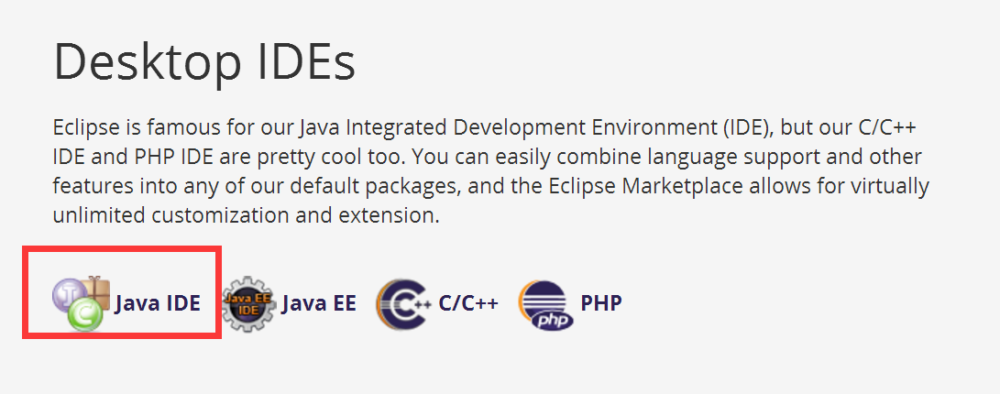 Desktop IDEs
Eclipse is famous for our Java Integrated Development Environment (IDE), but our C/C++
IDE and PHP IDE are pretty cool too. You can easily combine language support and other
features into any of our default packages, and the Eclipse Marketplace allows for virtually
unlimited customization and extension.
J C Java IDE Java EE IDE Java EE C++ C/C++ php PHP